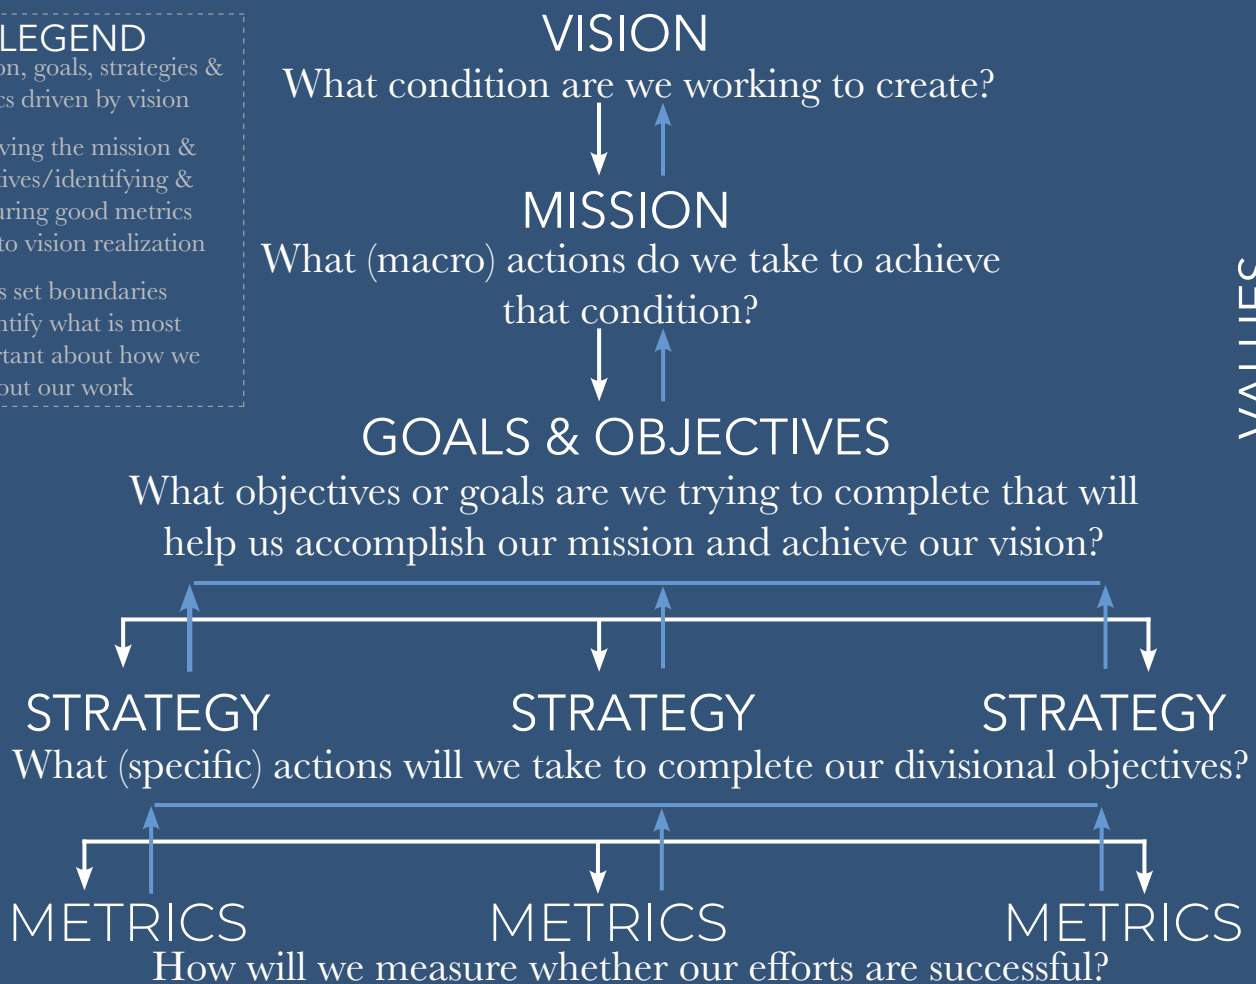 LEGEND
on, goals, strategies &
cs driven by vision
ving the mission &
tives/identifying &
uring good metrics
to vision realization
s set boundaries
ntify what is most
rtant about how we
out our work
VISION
What condition are we working to create?
MISSION
What (macro) actions do we take to achieve
that condition?
VALUES
GOALS & OBJECTIVES
What objectives or goals are we trying to complete that will
help us accomplish our mission and achieve our vision?
STRATEGY STRATEGY STRATEGY
What (specific) actions will we take to complete our divisional objectives?
METRICS METRICS METRICS
How will we measure whether our efforts are successful?